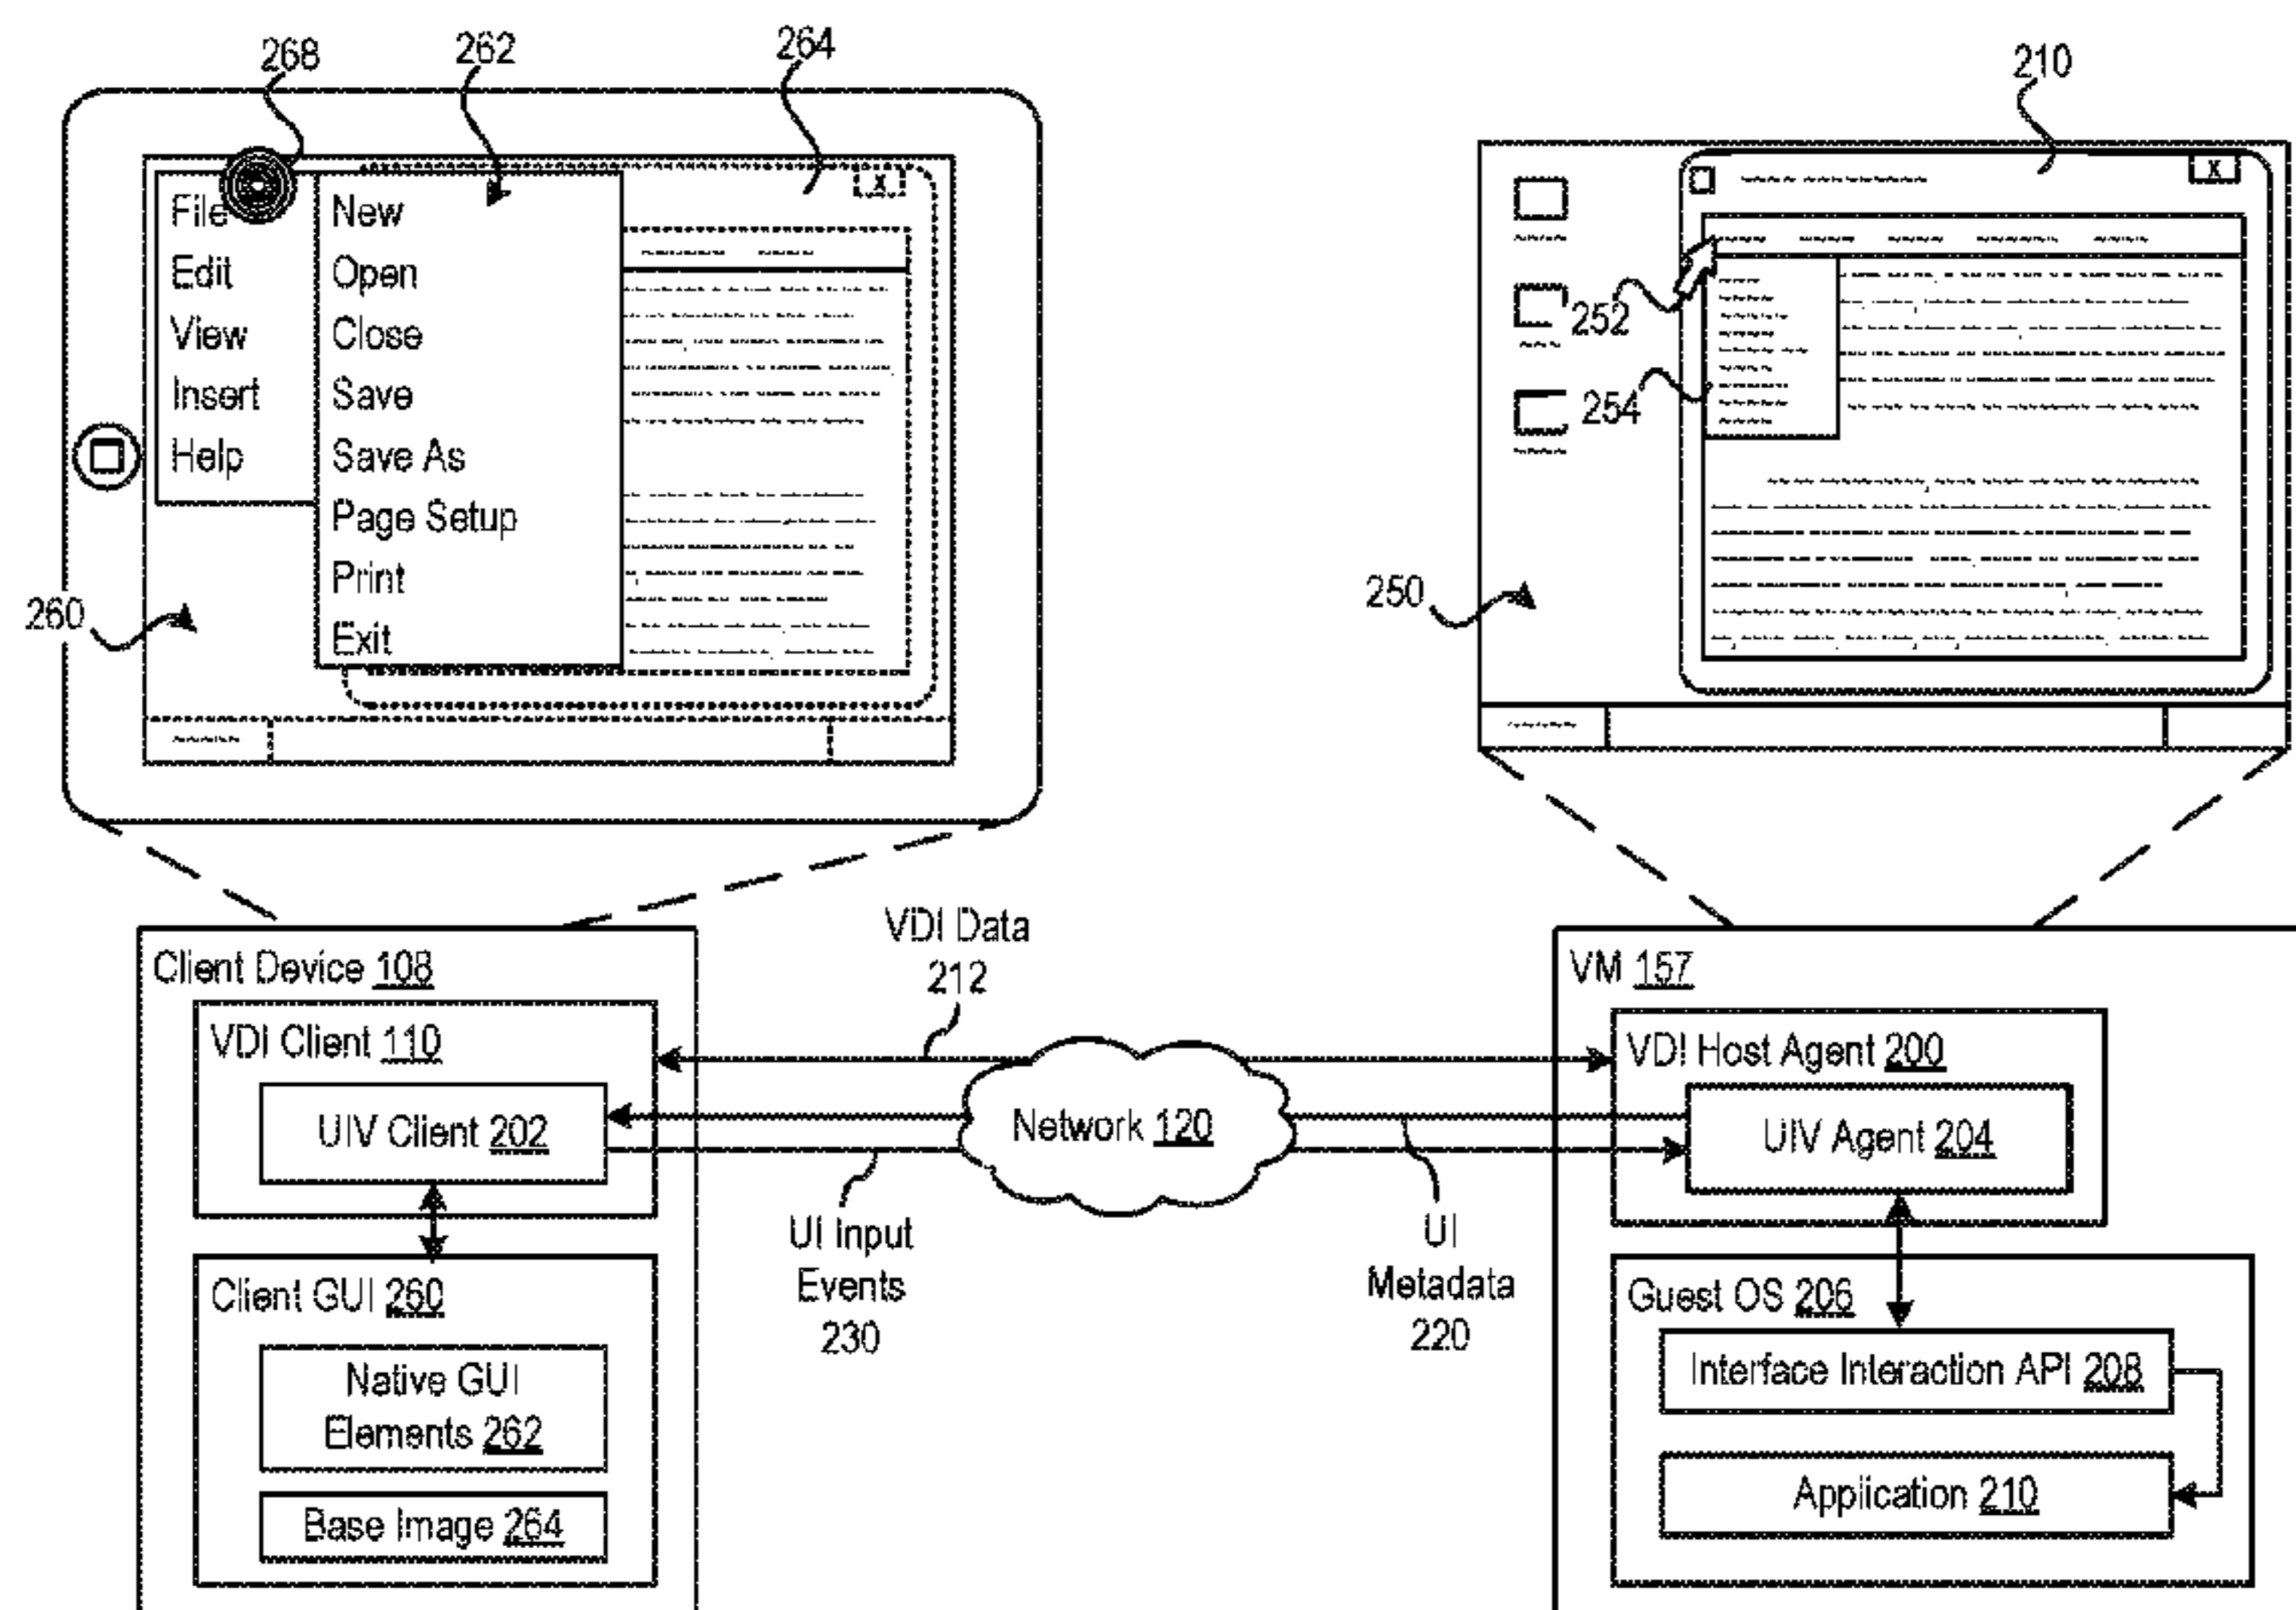 268
262
264
210
File
Edit
View
Insert
Help
New
Open
Close
Save
Save As
Page Setup
Print
Exit
X
X
252
254
260
250
Client Device 108
VDI Client 110
UIV Client 202
Client GUI 260
Native GUI
Elements 262
Base Image 264
VDI Data
212
Network 120
UI Input
Events
230
UI
Metadata
220
VM 157
VDI Host Agent 200
UIV Agent 204
Guest OS 206
Interface Interaction API 208
Application 210